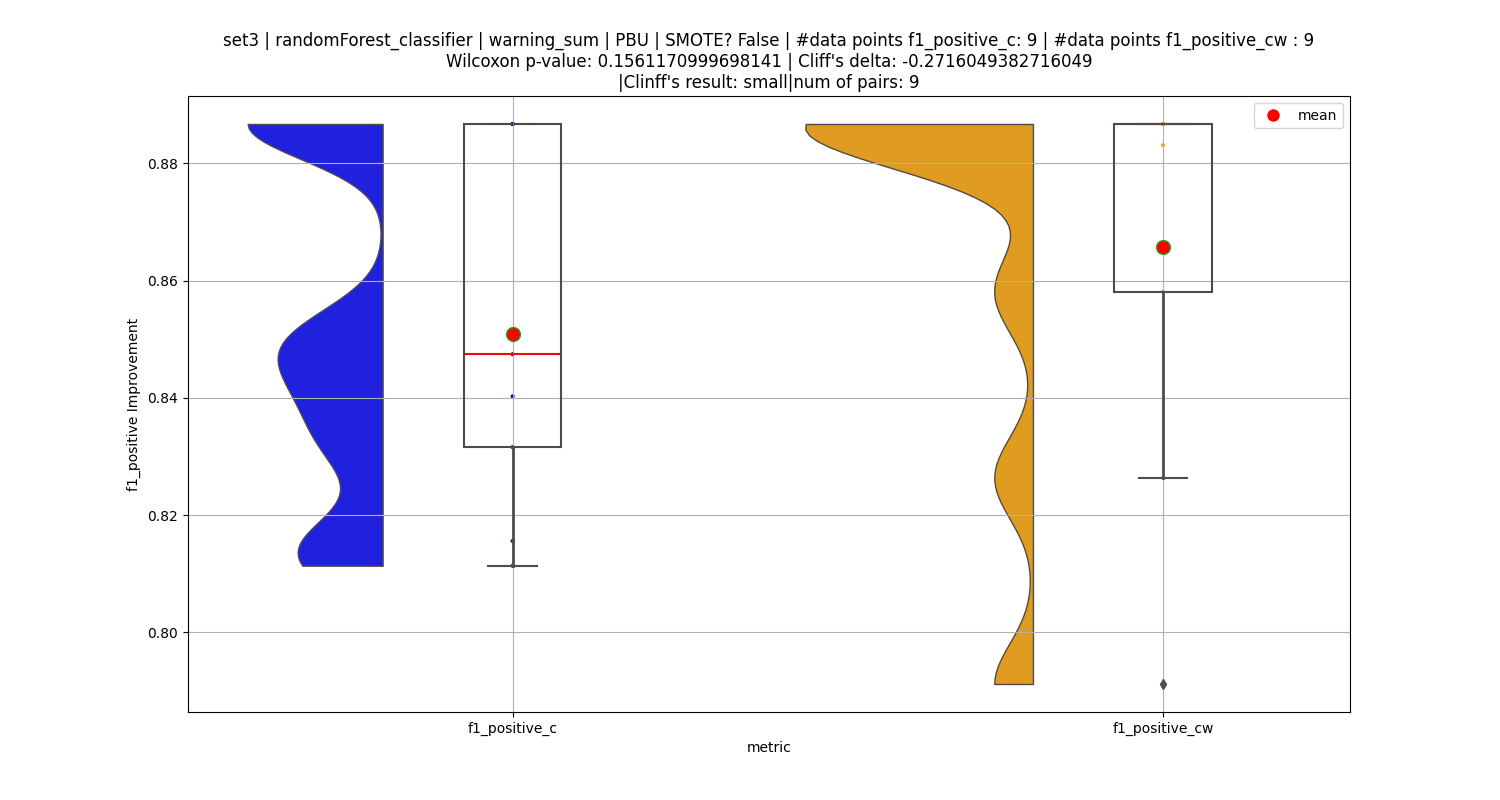 set3 | randomForest_classifier | warning_sum | PBU | SMOTE? False | #data points f1_positive_c: 9 | #data points f1_positive_cw : 9
Wilcoxon p-value: 0.1561170999698141 | Cliff's delta: -0.2716049382716049
|Clinff's result: small|num of pairs: 9
mean
0.88
0.86
0.84
0.82
0.80
f1_positive Improvement
f1_positive_c
f1_positive_cw
metric